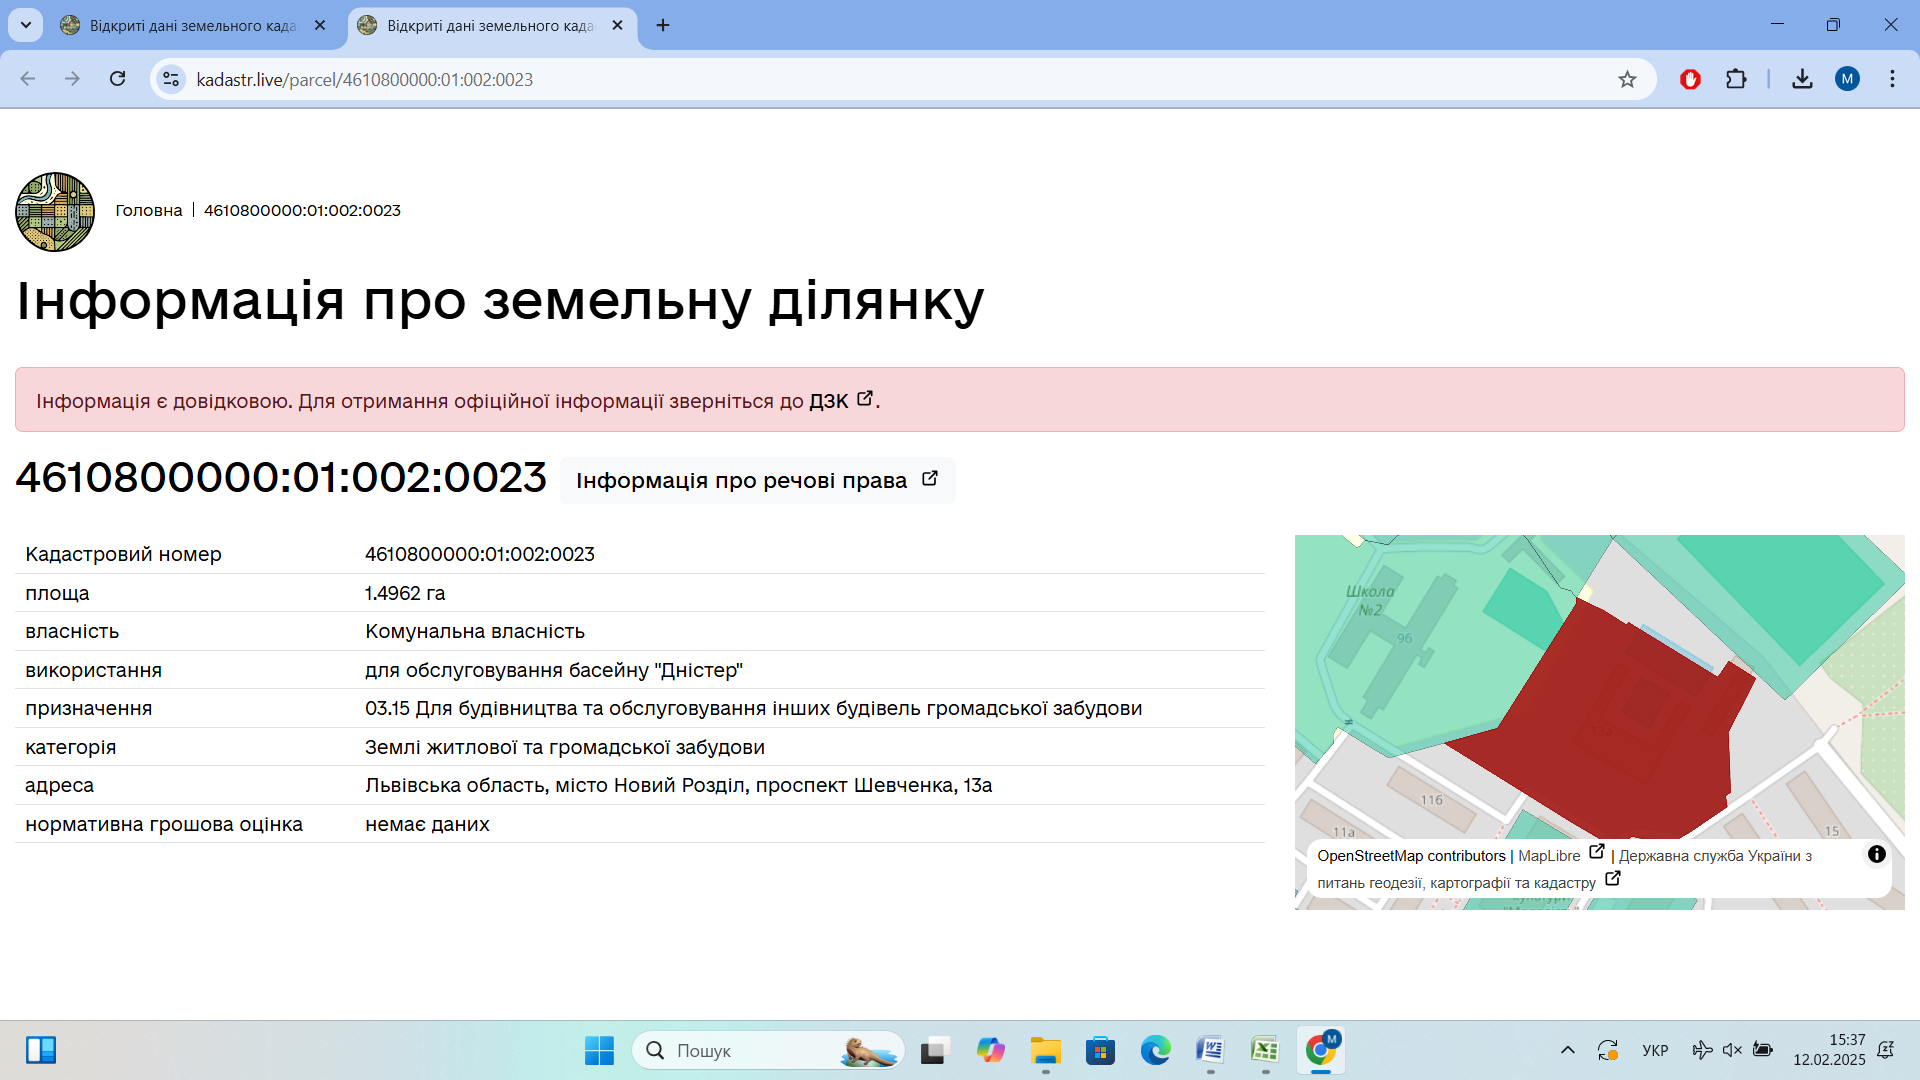 Відкриті дані земельного када
Відкриті дані земельного када
kadastr.live/parcel/4610800000:01:002:0023
M
Головна | 4610800000:01:002:0023
Інформація про земельну ділянку
Інформація є довідковою. Для отримання офіційної інформації зверніться до ДЗК.
4610800000:01:002:0023 Інформація про речові права
Кадастровий номер 4610800000:01:002:0023
площа 1.4962 га
власність Комунальна власність
використання для обслуговування басейну "Дністер"
призначення 03.15 Для будівництва та обслуговування інших будівель громадської забудови
категорія Землі житлової та громадської забудови
адреса Львівська область, місто Новий Розділ, проспект Шевченка, 13а
нормативна грошова оцінка немає даних
Школа
№2
9б
13а
11б
11а
15
OpenStreetMap contributors | MapLibre | Державна служба України з
питань геодезії, картографії та кадастру
Пошук
M
УКР
15:37
12.02.2025